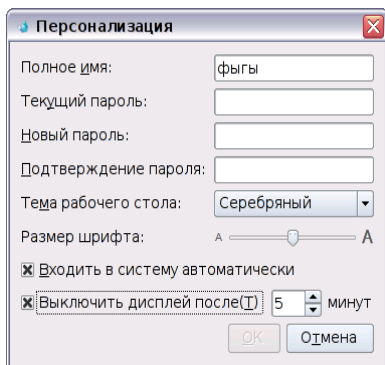 Персонализация
Полное имя: фыгы
Текущий пароль:
Новый пароль:
Подтверждение пароля:
Тема рабочего стола: Серебряный
Размер шрифта: A A
Входить в систему автоматически
Выключить дисплей после(T) 5 минут
OK Отмена